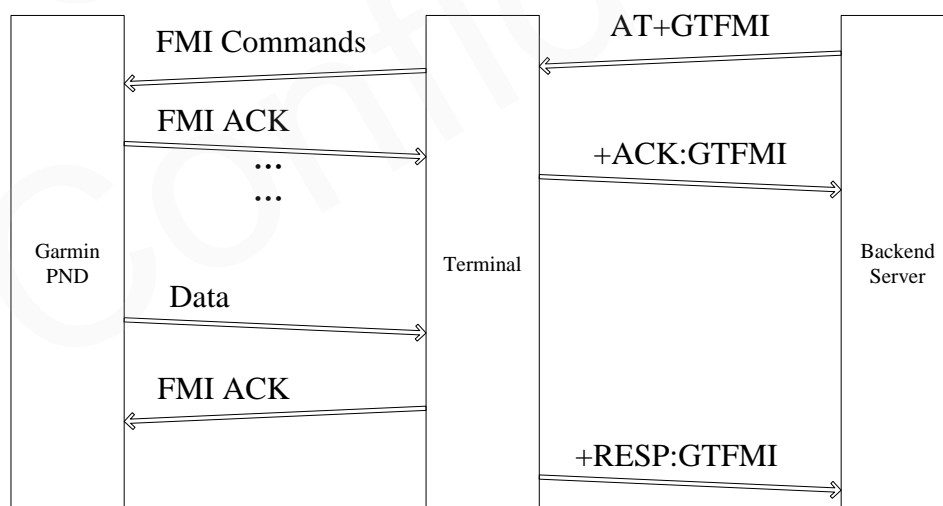 AT+GTFMI
FMI Commands
FMI ACK
+ACK:GTFMI
...
...
Garmin
PND
Terminal
Backend
Server
Data
FMI ACK
+RESP:GTFMI